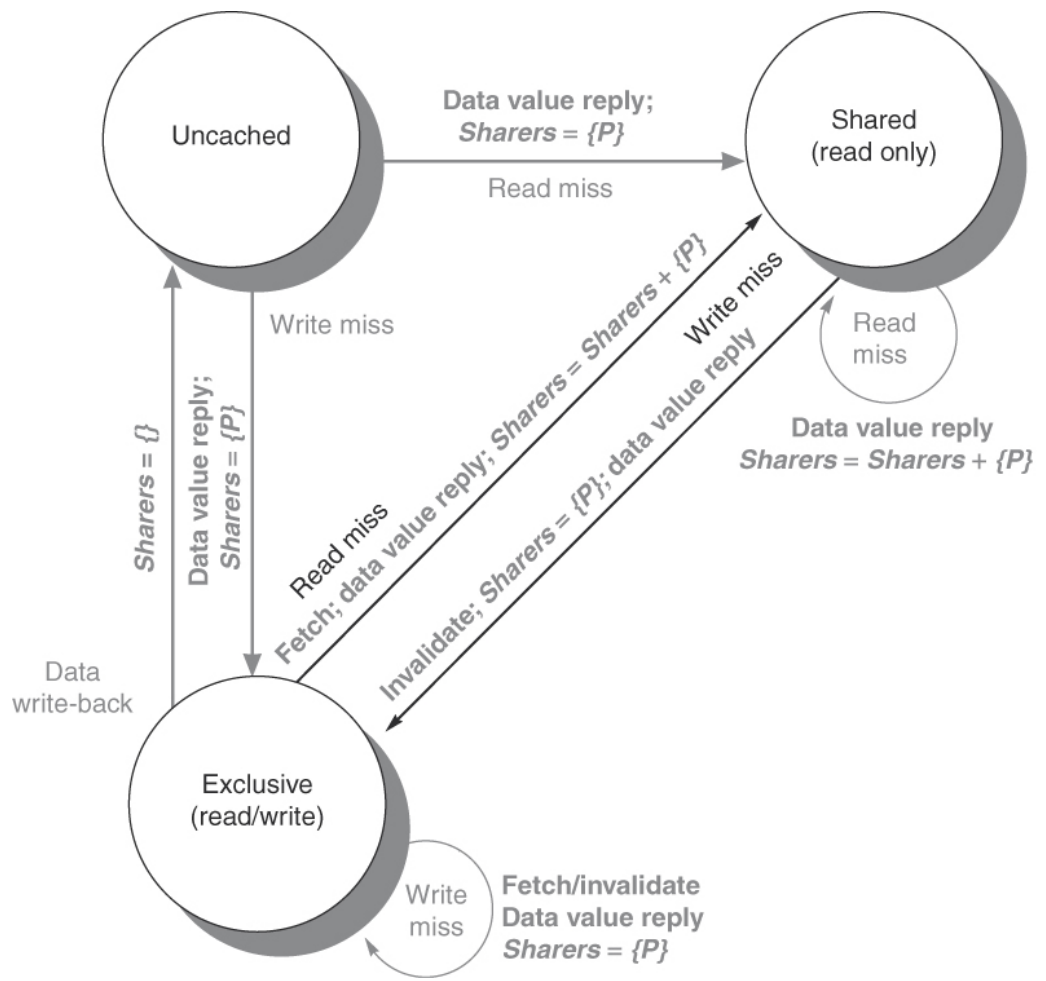 Uncached
Data value reply;
Sharers = {P}
Read miss
Shared
(read only)
Write miss
Sharers = {}
Data value reply;
Sharers = {P}
Read miss
Fetch; data value reply; Sharers = Sharers + {P}
Write miss
Invalidate; Sharers = {P}; data value reply
Read
miss
Data value reply
Sharers = Sharers + {P}
Data
write-back
Exclusive
(read/write)
Write
miss
Fetch/invalidate
Data value reply
Sharers = {P}